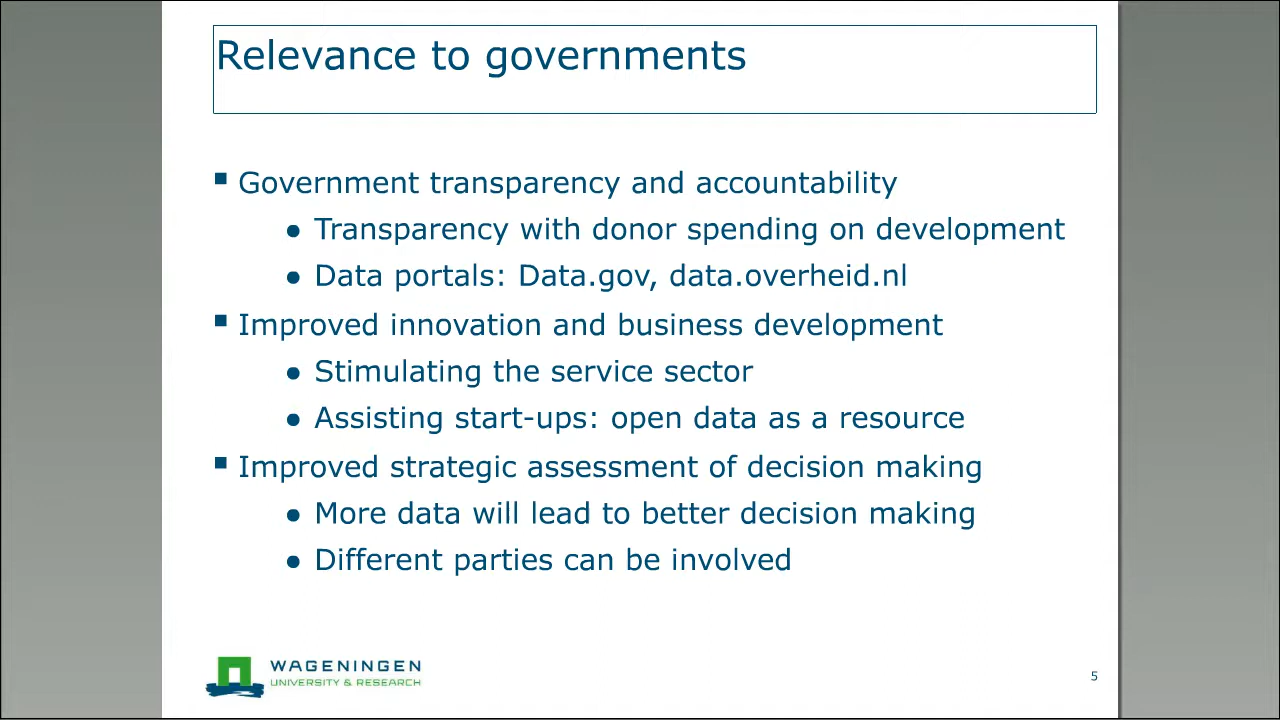 Relevance to governments
▪ Government transparency and accountability
● Transparency with donor spending on development
● Data portals: Data.gov, data.overheid.nl
▪ Improved innovation and business development
● Stimulating the service sector
● Assisting start-ups: open data as a resource
▪ Improved strategic assessment of decision making
● More data will lead to better decision making
● Different parties can be involved
WAGENINGEN
UNIVERSITY & RESEARCH
5